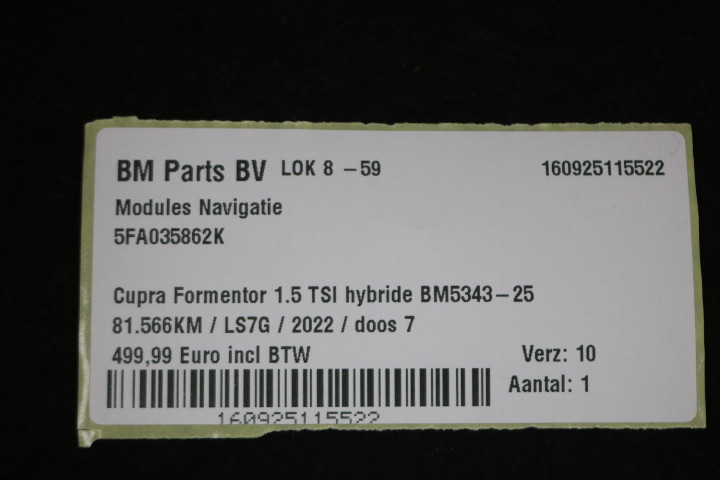 BM Parts BV LOK 8 -59 160925115522
Modules Navigatie
5FA035862K
Cupra Formentor 1.5 TSI hybride BM5343-25
81.566KM / LS7G / 2022 / doos 7
499,99 Euro incl BTW Verz: 10
Aantal: 1
160925115522